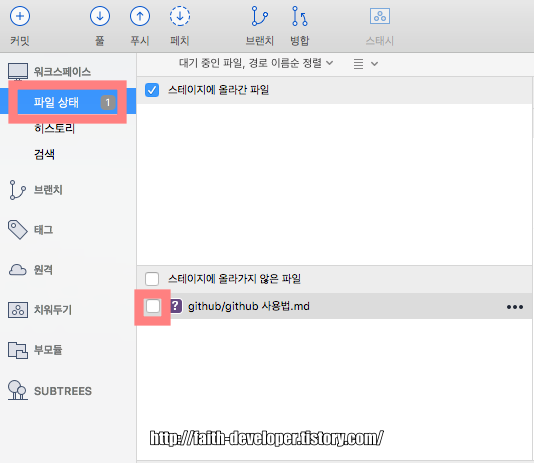 커밋 풀 푸시 페치 브랜치 병합 스태시
워크스페이스
대기 중인 파일, 경로 이름순 정렬
파일 상태 1
스테이지에 올라간 파일
히스토리
검색
브랜치
태그
원격
스테이지에 올라가지 않은 파일
치워두기
? github/github 사용법.md •••
부모듈
SUBTREES
http://faith-developer.tistory.com/